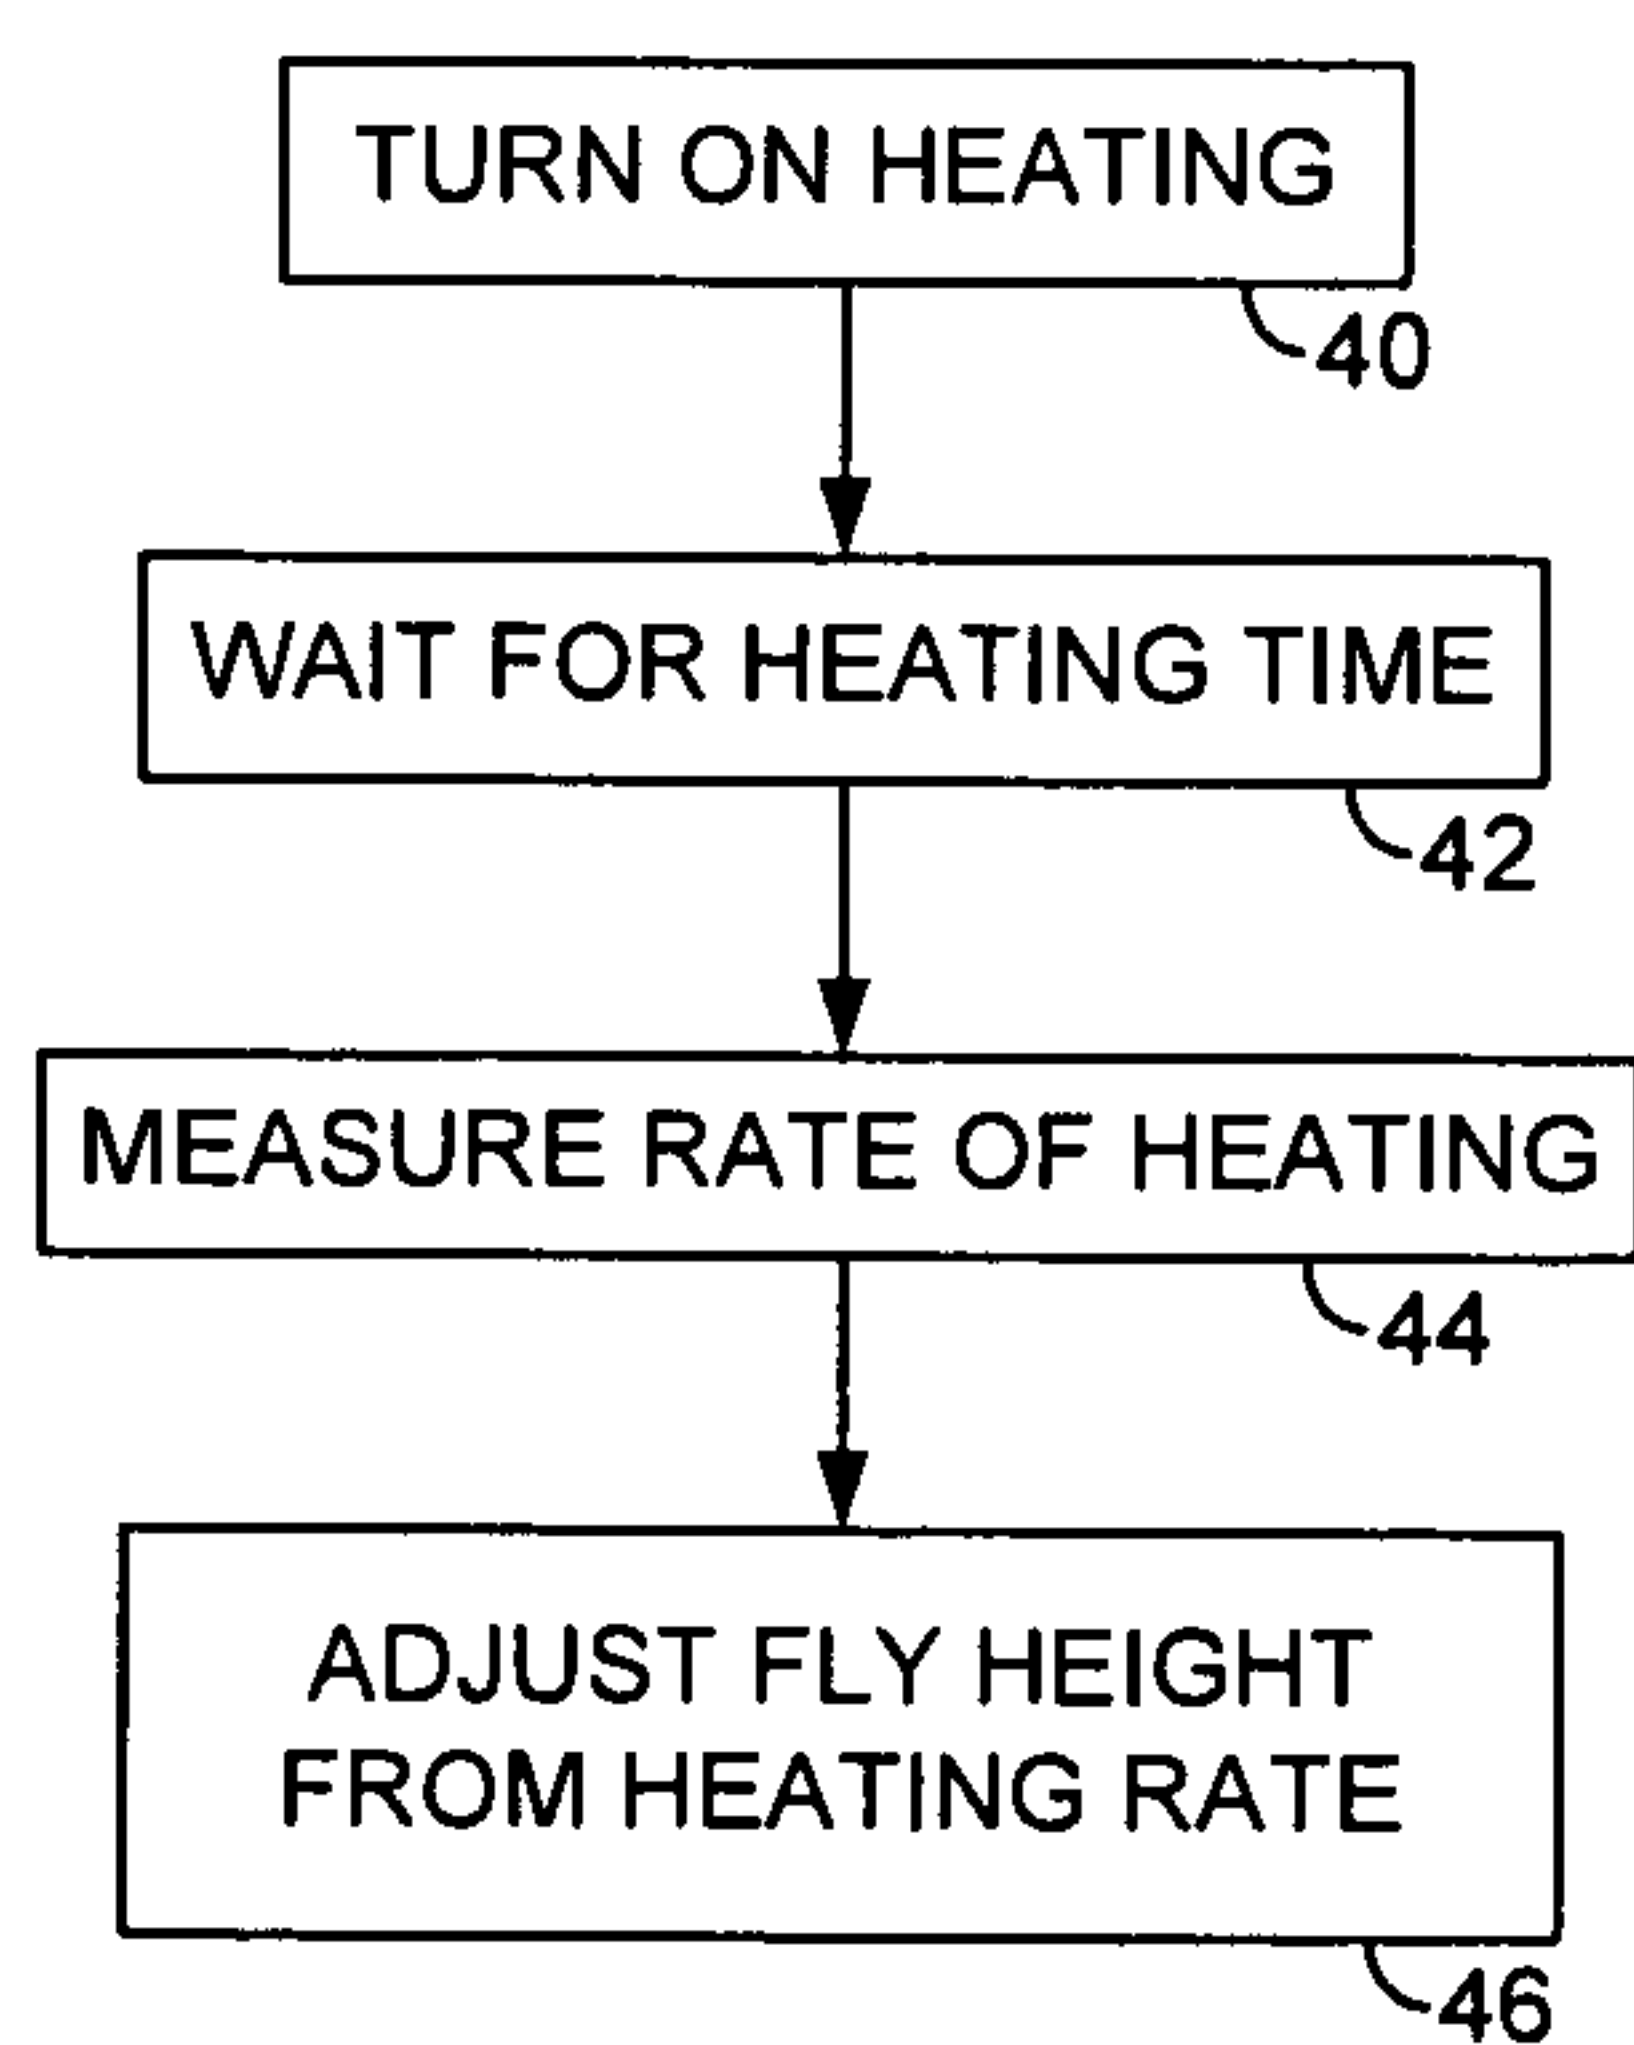 TURN ON HEATING
40
WAIT FOR HEATING TIME
42
MEASURE RATE OF HEATING
44
ADJUST FLY HEIGHT
FROM HEATING RATE
46